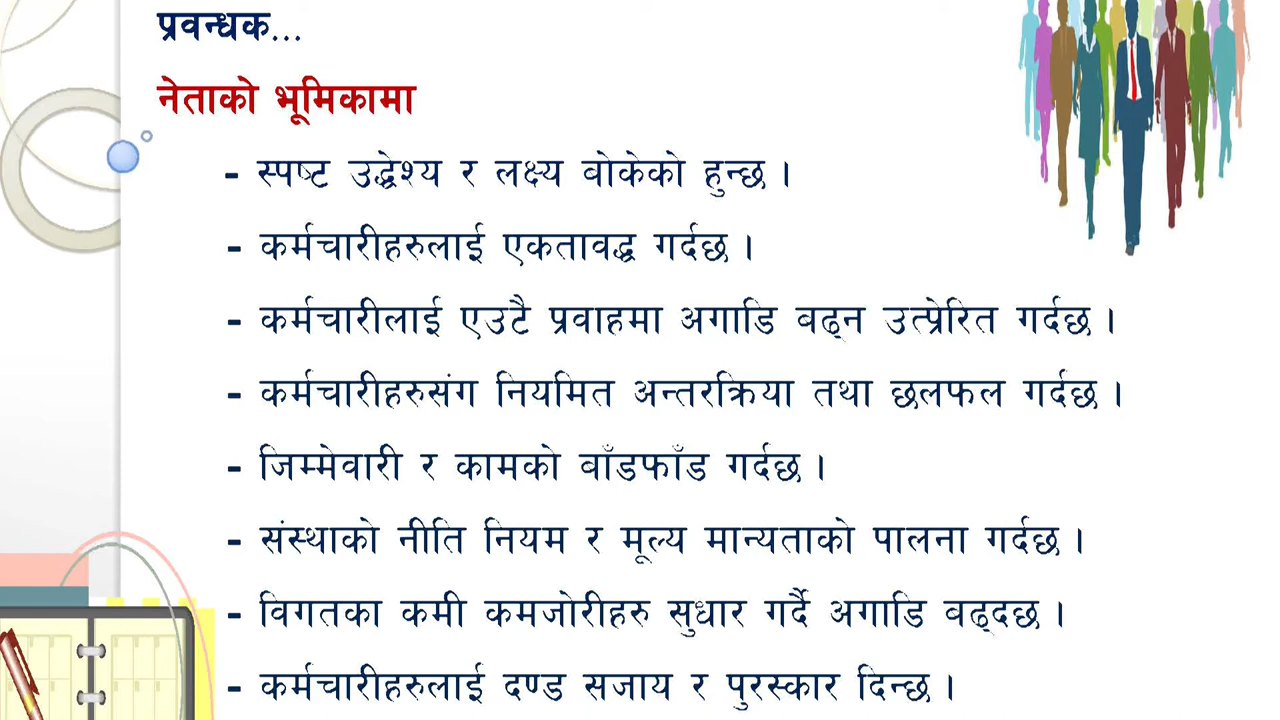 प्रवन्धक...
नेताको भूमिकामा
- स्पष्ट उद्धेश्य र लक्ष्य बोकेको हुन्छ ।
- कर्मचारीहरुलाई एकतावद्ध गर्दछ ।
- कर्मचारीलाई एउटै प्रवाहमा अगाडि बढ्न उत्प्रेरित गर्दछ ।
- कर्मचारीहरुसंग नियमित अन्तरक्रिया तथा छलफल गर्दछ ।
- जिम्मेवारी र कामको बाँडफाँड गर्दछ ।
- संस्थाको नीति नियम र मूल्य मान्यताको पालना गर्दछ ।
- विगतका कमी कमजोरीहरु सुधार गर्दै अगाडि बढ्दछ ।
- कर्मचारीहरुलाई दण्ड सजाय र पुरस्कार दिन्छ ।